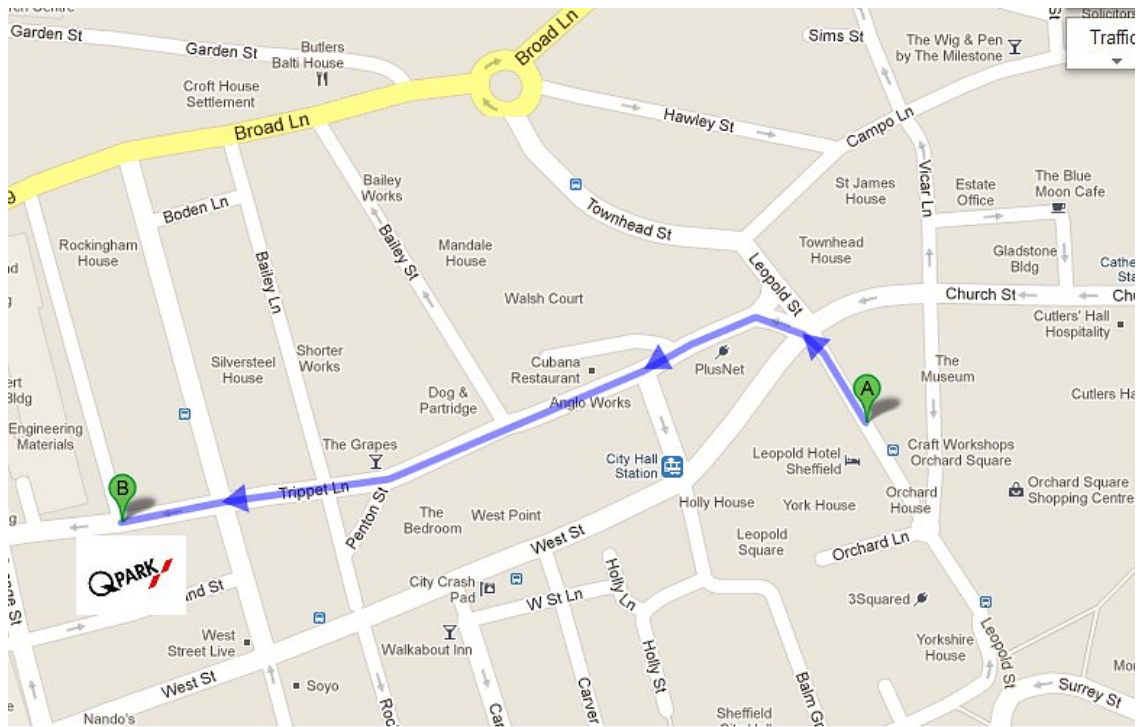 Garden St
Garden St
Butlers
Balti House
Croft House
Settlement
Broad Ln
Broad Ln
Sims St
The Wig & Pen
by The Milestone
Solicitors
Traffic
Hawley St
Campo Ln
Vicar Ln
St James
House
Estate
Office
The Blue
Moon Cafe
Bailey
Works
Boden Ln
Townhead St
Rockingham
House
Bailey Ln
Bailey St
Mandale
House
Townhead
House
Gladstone
Bldg
Leopold St
Walsh Court
Church St
Cutlers' Hall
Hospitality
Silversteel
House
Shorter
Works
Cubana
Restaurant
PlusNet
The
Museum
A
Dog &
Partridge
Anglo Works
Bldg
Engineering
Materials
The Grapes
City Hall
Station
Leopold Hotel
Sheffield
Craft Workshops
Orchard Square
B
Trippet Ln
Holly House
York House
Orchard
House
Orchard Square
Shopping Centre
Penton St
The
Bedroom
West Point
West St
Leopold
Square
Orchard Ln
Q PARK
City Crash
Pad
W St Ln
Holly Ln
3Squared
West
Street Live
Walkabout Inn
Holly St
Yorkshire
House
Leopold St
West St
Soyo
Carver
Surrey St
Nando's
Sheffield